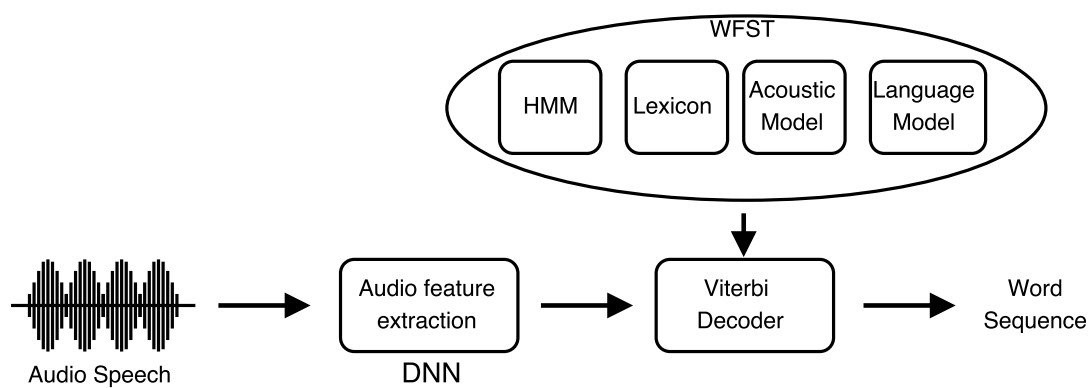 WFST
HMM
Lexicon
Acoustic
Model
Language
Model
Audio feature
extraction
DNN
Viterbi
Decoder
Word
Sequence
Audio Speech